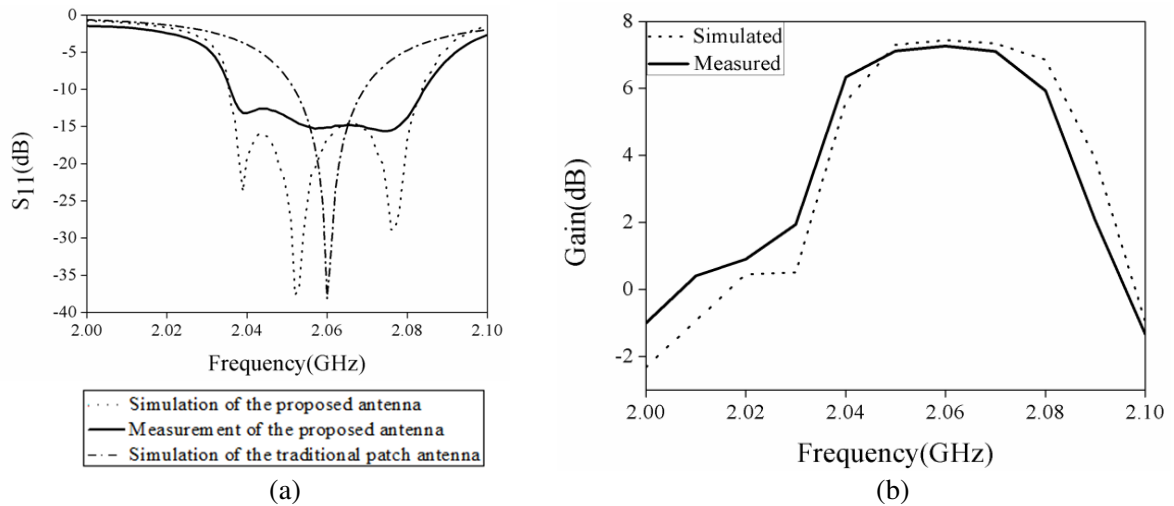 0
-5
-10
-15
-20
-25
-30
-35
-40
S11(dB)
2.00 2.02 2.04 2.06 2.08 2.10
Frequency(GHz)
Simulation of the proposed antenna
Measurement of the proposed antenna
Simulation of the traditional patch antenna
(a)
8
6
4
2
0
-2
Gain(dB)
Simulated
Measured
2.00 2.02 2.04 2.06 2.08 2.10
Frequency(GHz)
(b)